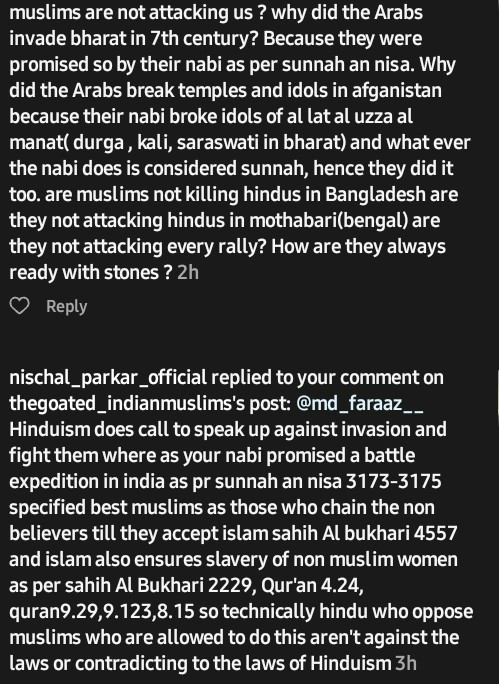 muslims are not attacking us ? why did the Arabs
invade bharat in 7th century? Because they were
promised so by their nabi as per sunnah an nisa. Why
did the Arabs break temples and idols in afganistan
because their nabi broke idols of al lat al uzza al
manat( durga , kali, saraswati in bharat) and what ever
the nabi does is considered sunnah, hence they did it
too. are muslims not killing hindus in Bangladesh are
they not attacking hindus in mothabari(bengal) are
they not attacking every rally? How are they always
ready with stones ? 2h
Reply
nischal_parkar_official replied to your comment on
thegoated_indianmuslims's post: @md_faraaz__
Hinduism does call to speak up against invasion and
fight them where as your nabi promised a battle
expedition in india as pr sunnah an nisa 3173-3175
specified best muslims as those who chain the non
believers till they accept islam sahih Al bukhari 4557
and islam also ensures slavery of non muslim women
as per sahih Al Bukhari 2229, Qur'an 4.24,
quran9.29,9.123,8.15 so technically hindu who oppose
muslims who are allowed to do this aren't against the
laws or contradicting to the laws of Hinduism 3h